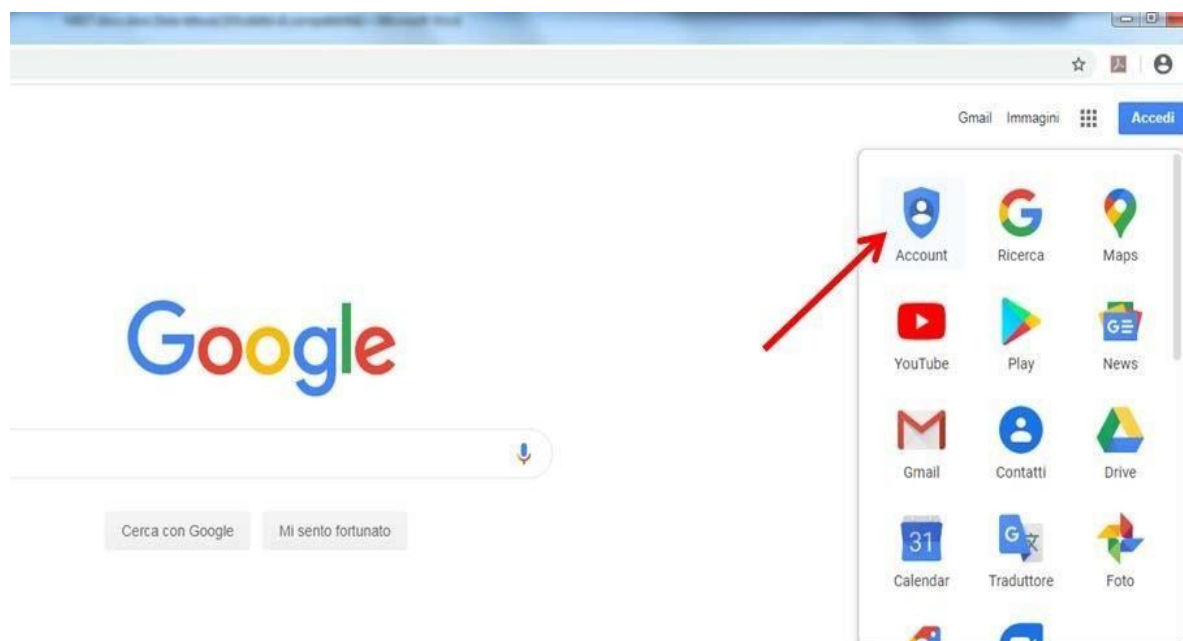 Gmail Immagini Accedi
Account Ricerca Maps
Google
YouTube Play News
Gmail Contatti Drive
Cerca con Google Mi sento fortunato
31 G
Calendar Traduttore Foto